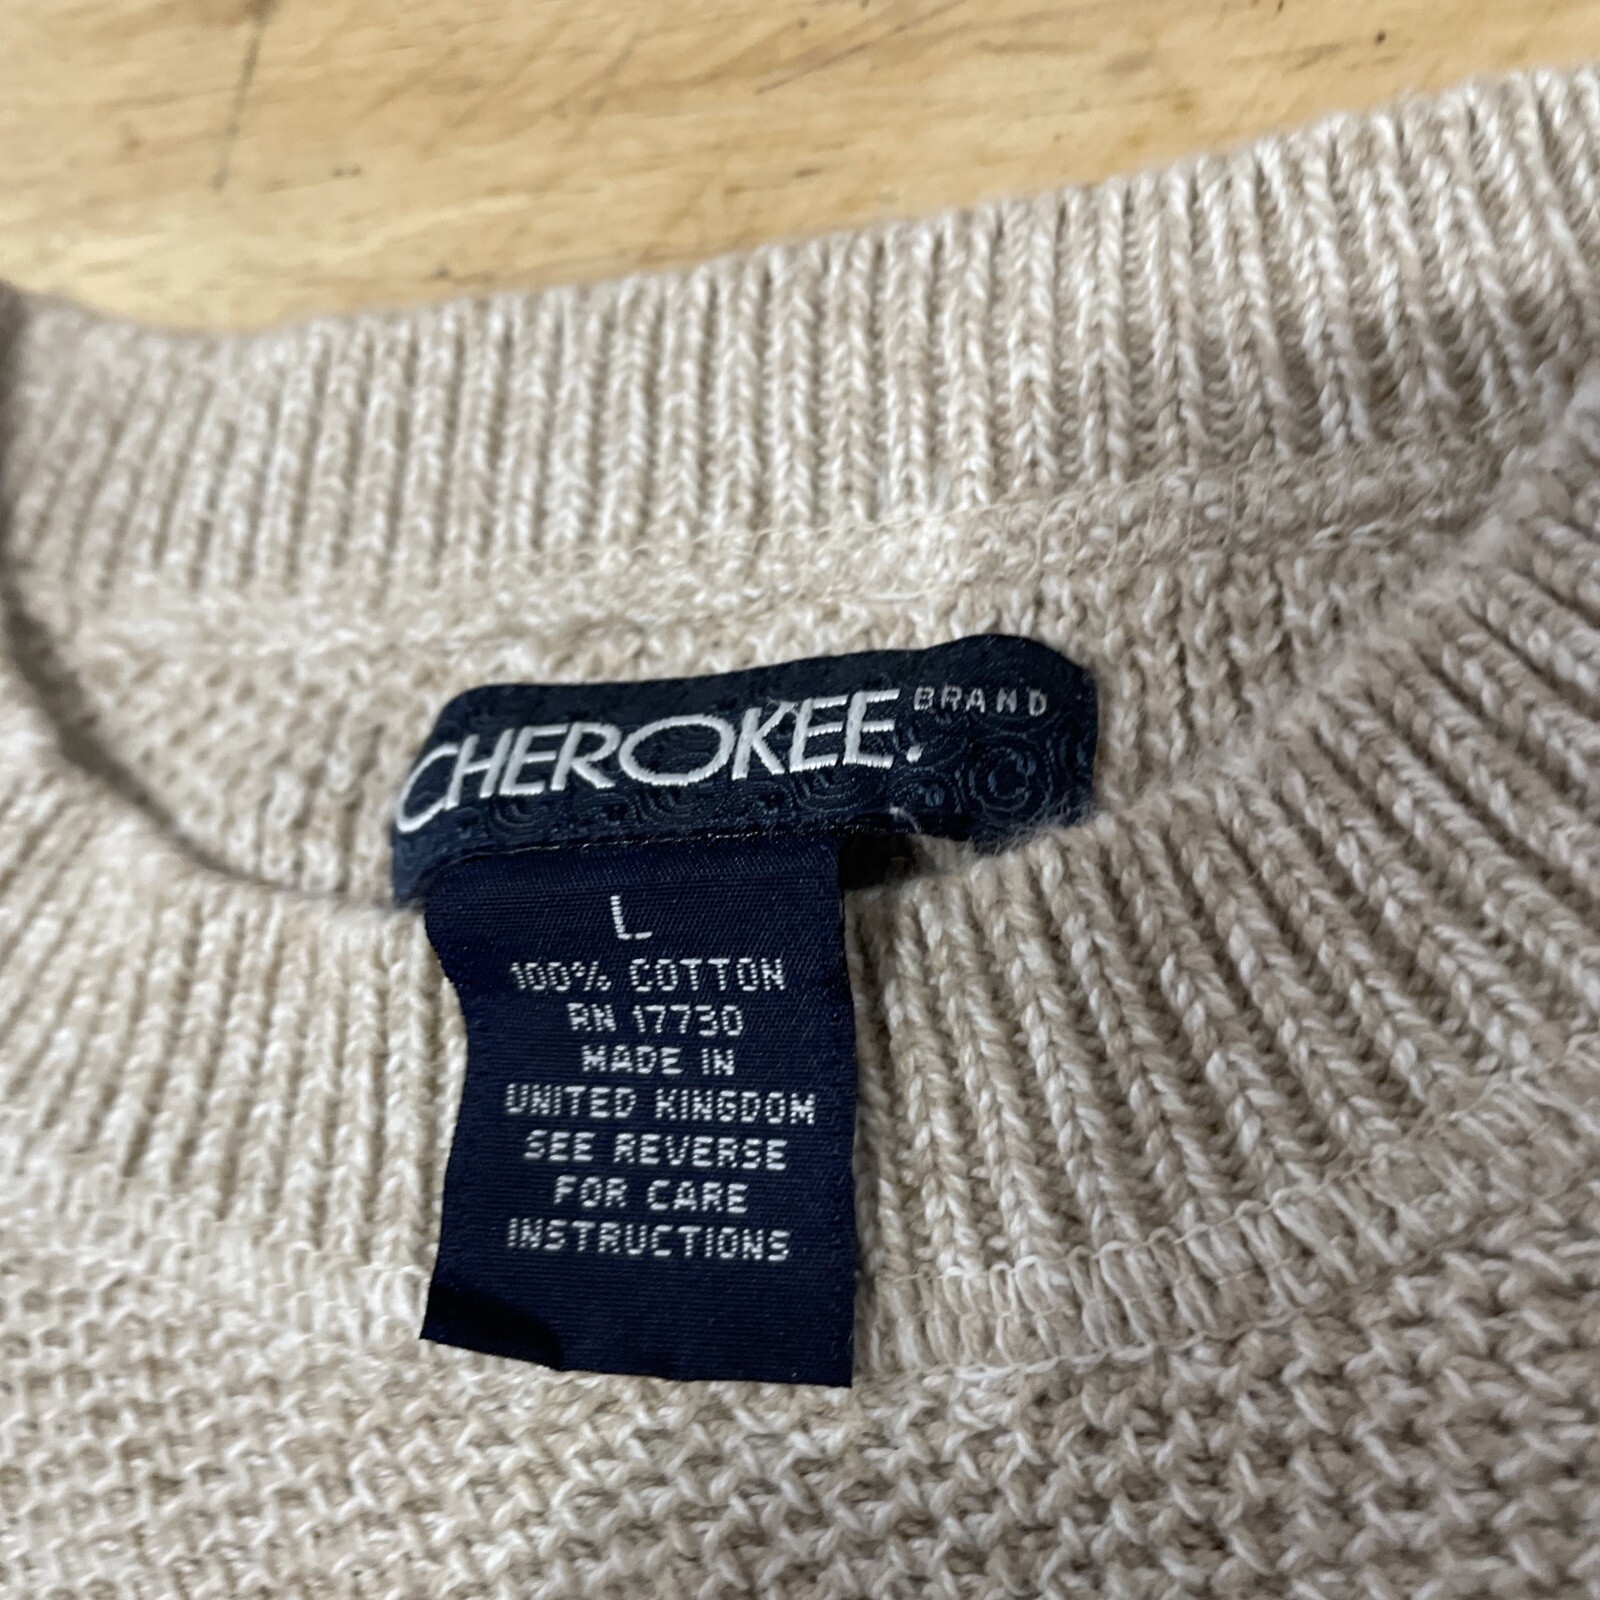 CHEROKEE. BRAND
L
100% COTTON
RN 17730
MADE IN
UNITED KINGDOM
SEE REVERSE
FOR CARE
INSTRUCTIONS